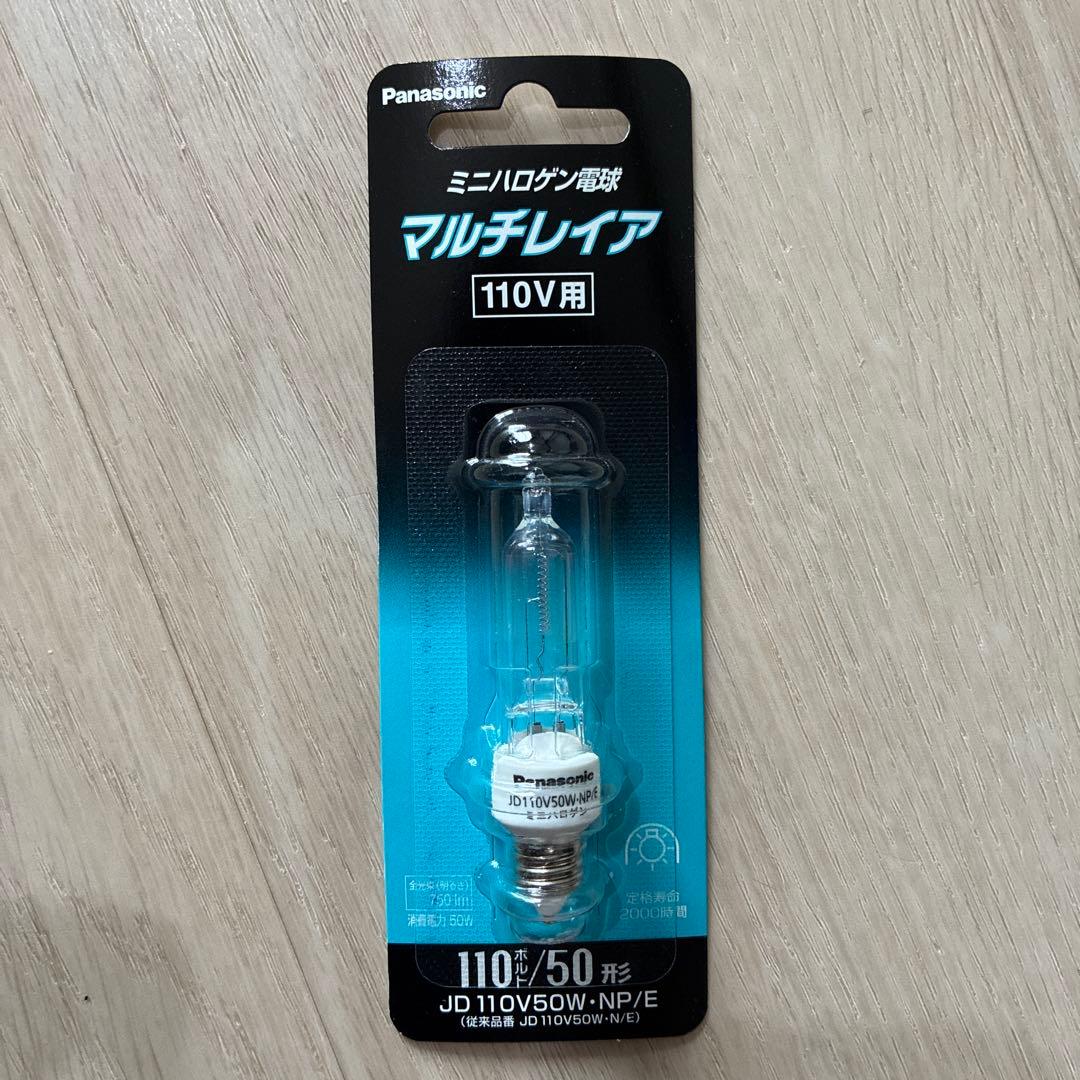 Panasonic
ミニハロゲン電球
マルチレイア
110V用
Panasonic
JD110V50W・NP/E
ミニハロゲン
全光束(明るさ)
750 lm
消費電力 50W
定格寿命
2000時間
110ボルト/50形
JD 110V50W・NP/E
(従来品番 JD 110V50W・N/E)